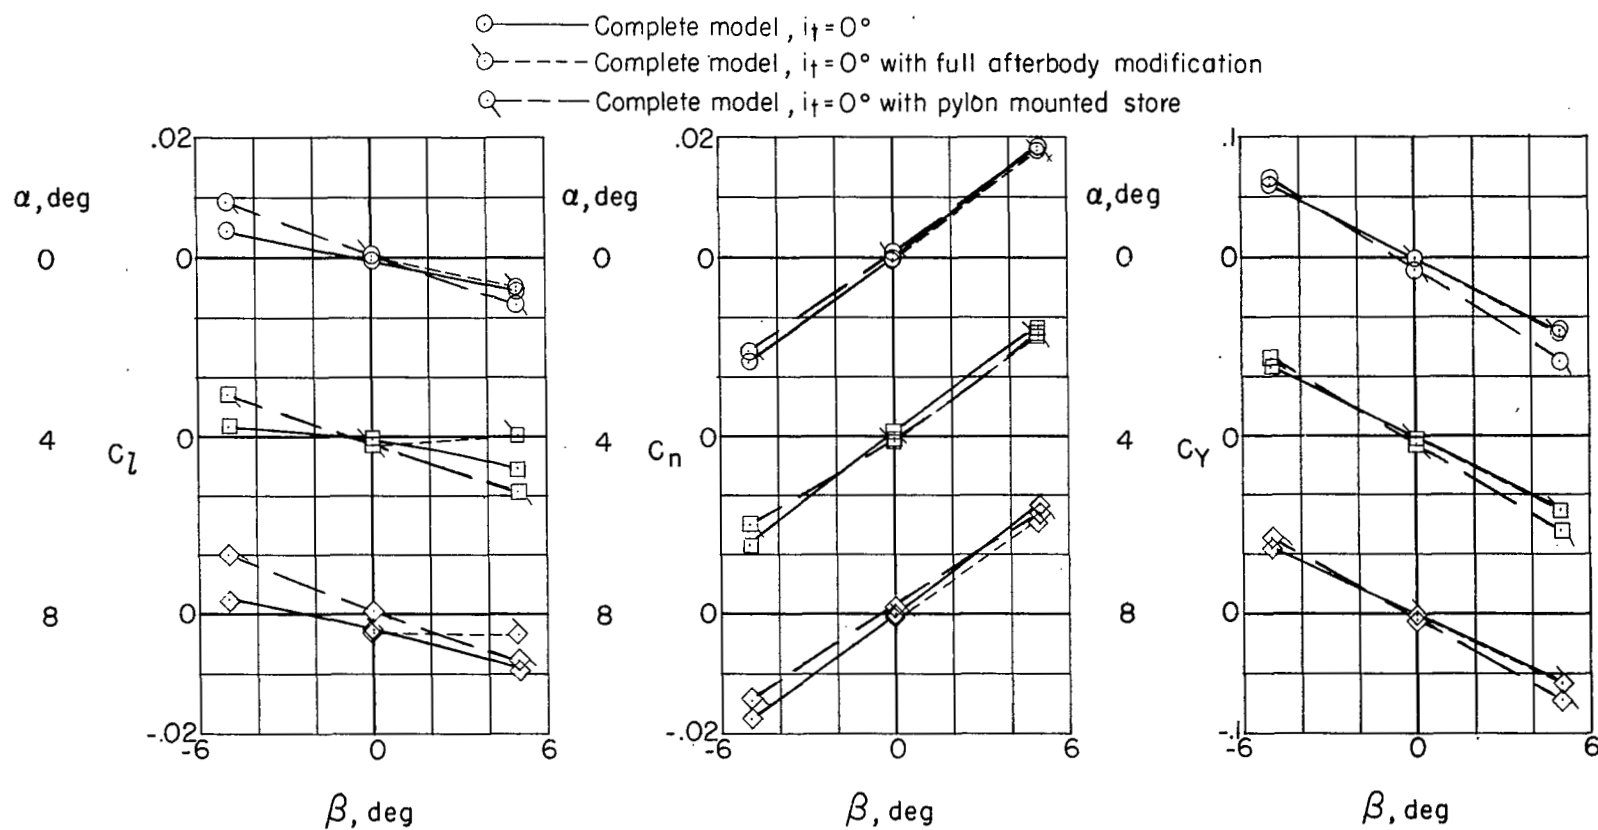 Complete model, iₜ=0°
Complete model, iₜ=0° with full afterbody modification
Complete model, iₜ=0° with pylon mounted store
.02 .02 .1
α, deg α, deg α, deg
0 0 0 0 0 0
4 0 4 0 4 0
C_l C_n C_Y
8 0 8 0 8 0
-.02 -.02 -.1
-6 0 6 -6 0 6 -6 0 6
β, deg β, deg β, deg